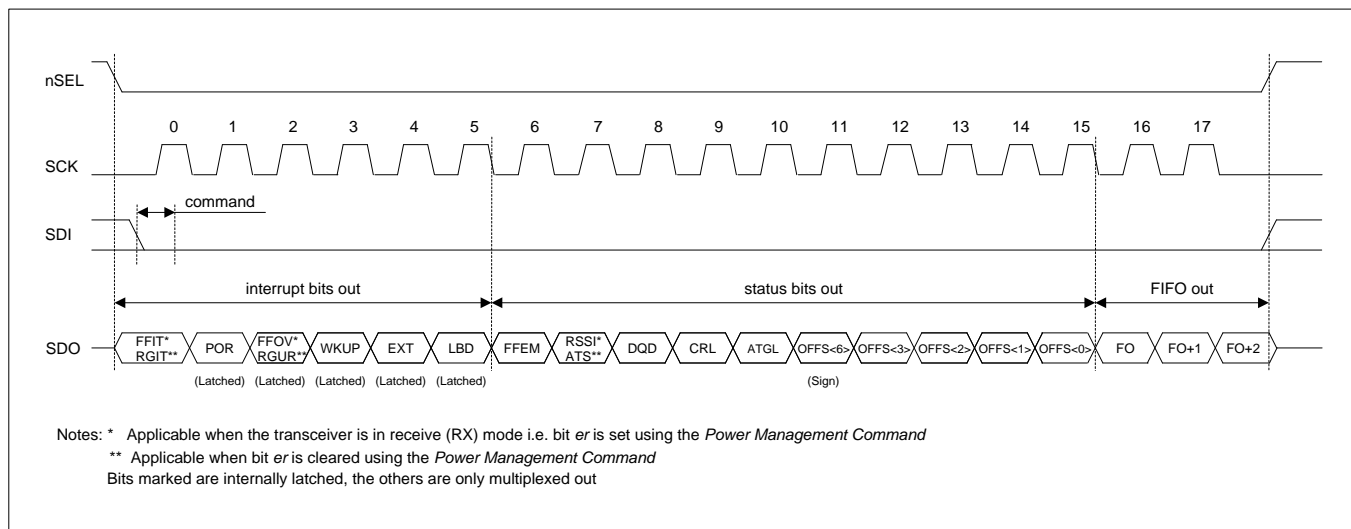 nSEL
0 1 2 3 4 5 6 7 8 9 10 11 12 13 14 15 16 17
SCK
command
SDI
interrupt bits out status bits out FIFO out
SDO
FFIT* POR FFOV* WKUP EXT LBD FFEM RSSI* DQD CRL ATGL OFFS<6> OFFS<3> OFFS<2> OFFS<1> OFFS<0> FO FO+1 FO+2
RGIT** RGUR** ATS**
(Latched) (Latched) (Latched) (Latched) (Latched) (Sign)
Notes: * Applicable when the transceiver is in receive (RX) mode i.e. bit er is set using the Power Management Command
** Applicable when bit er is cleared using the Power Management Command
Bits marked are internally latched, the others are only multiplexed out